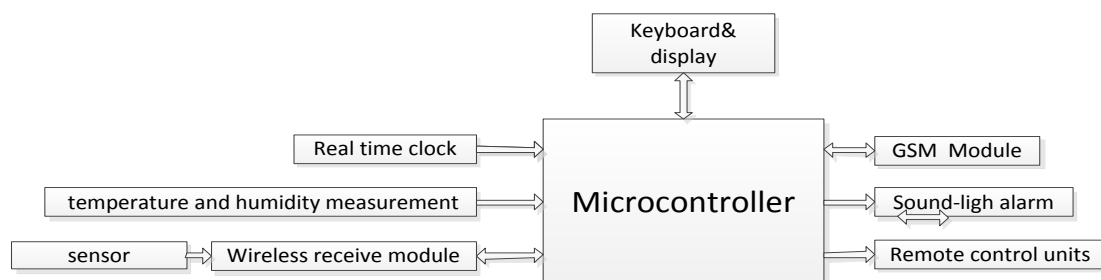 Keyboard&
display
Real time clock
GSM Module
Microcontroller
temperature and humidity measurement
Sound-ligh alarm
sensor
Wireless receive module
Remote control units